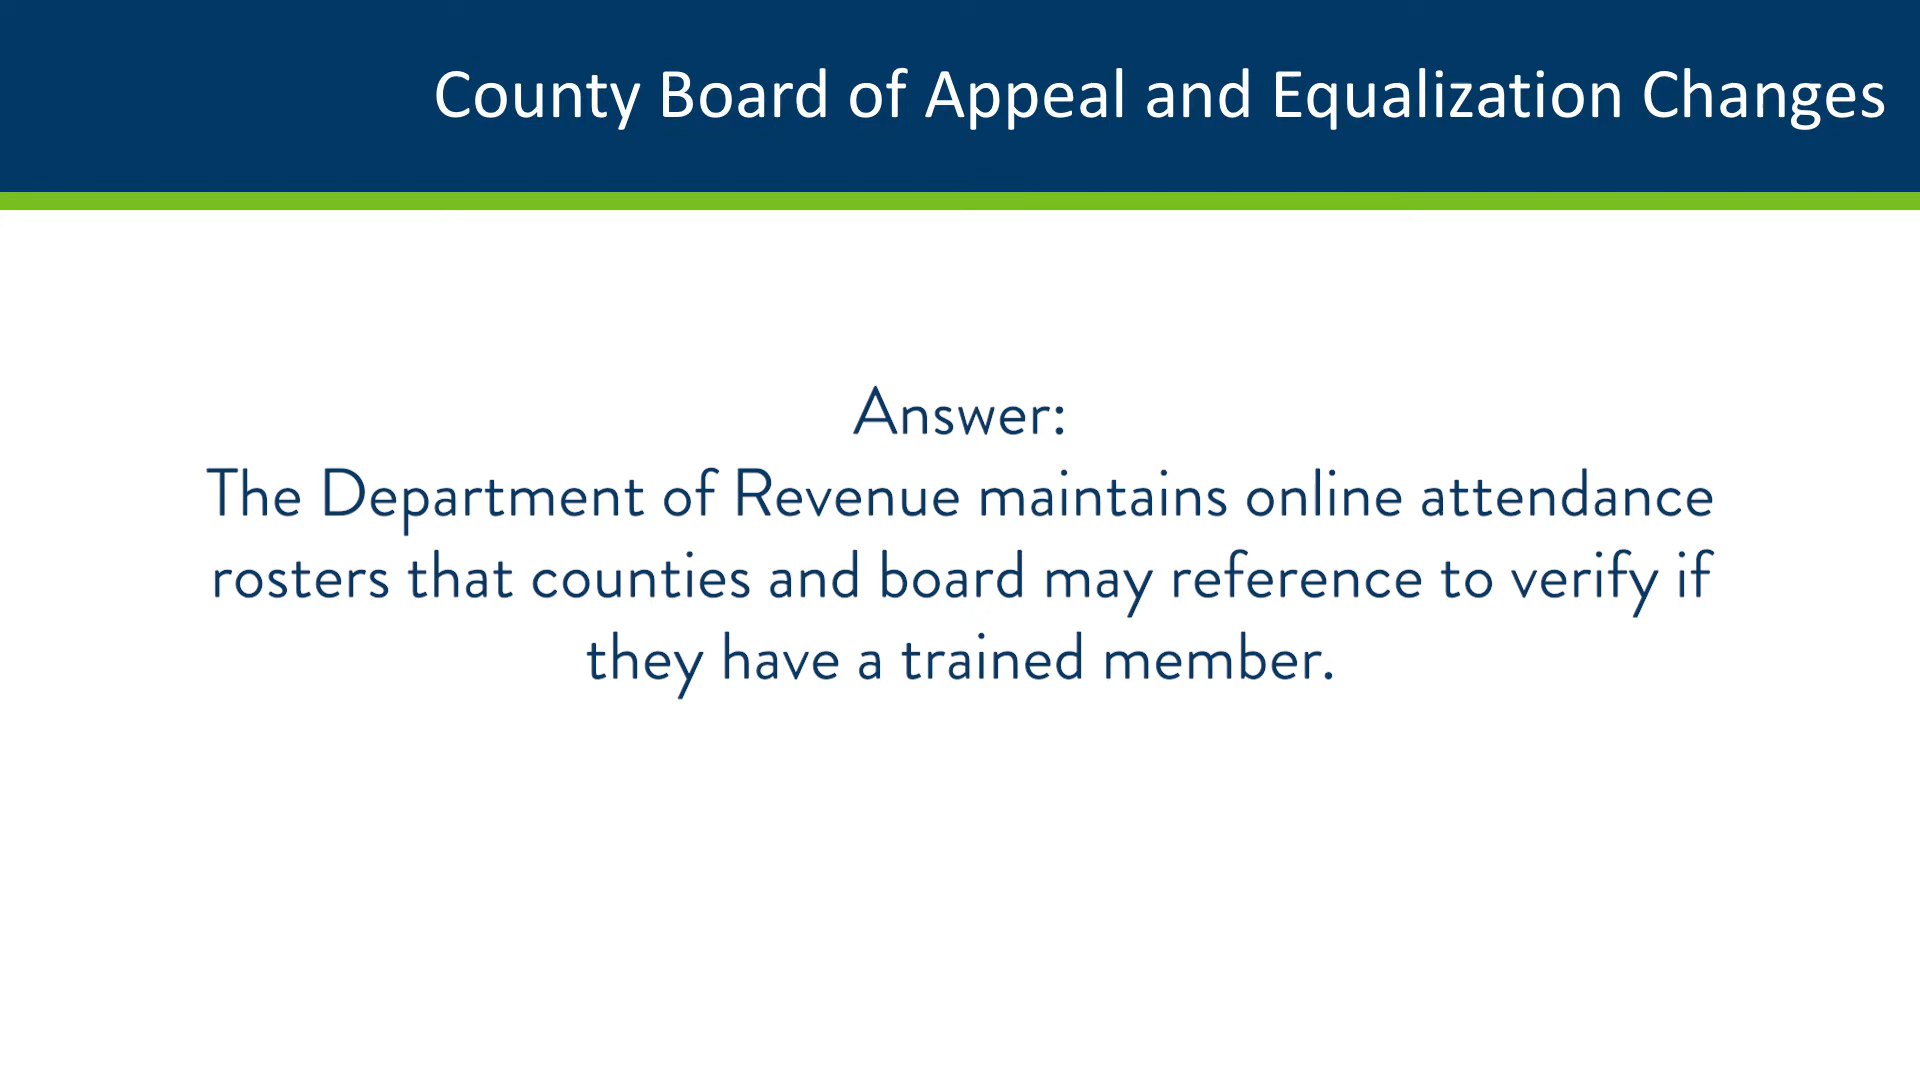 County Board of Appeal and Equalization Changes
Answer:
The Department of Revenue maintains online attendance
rosters that counties and board may reference to verify if
they have a trained member.